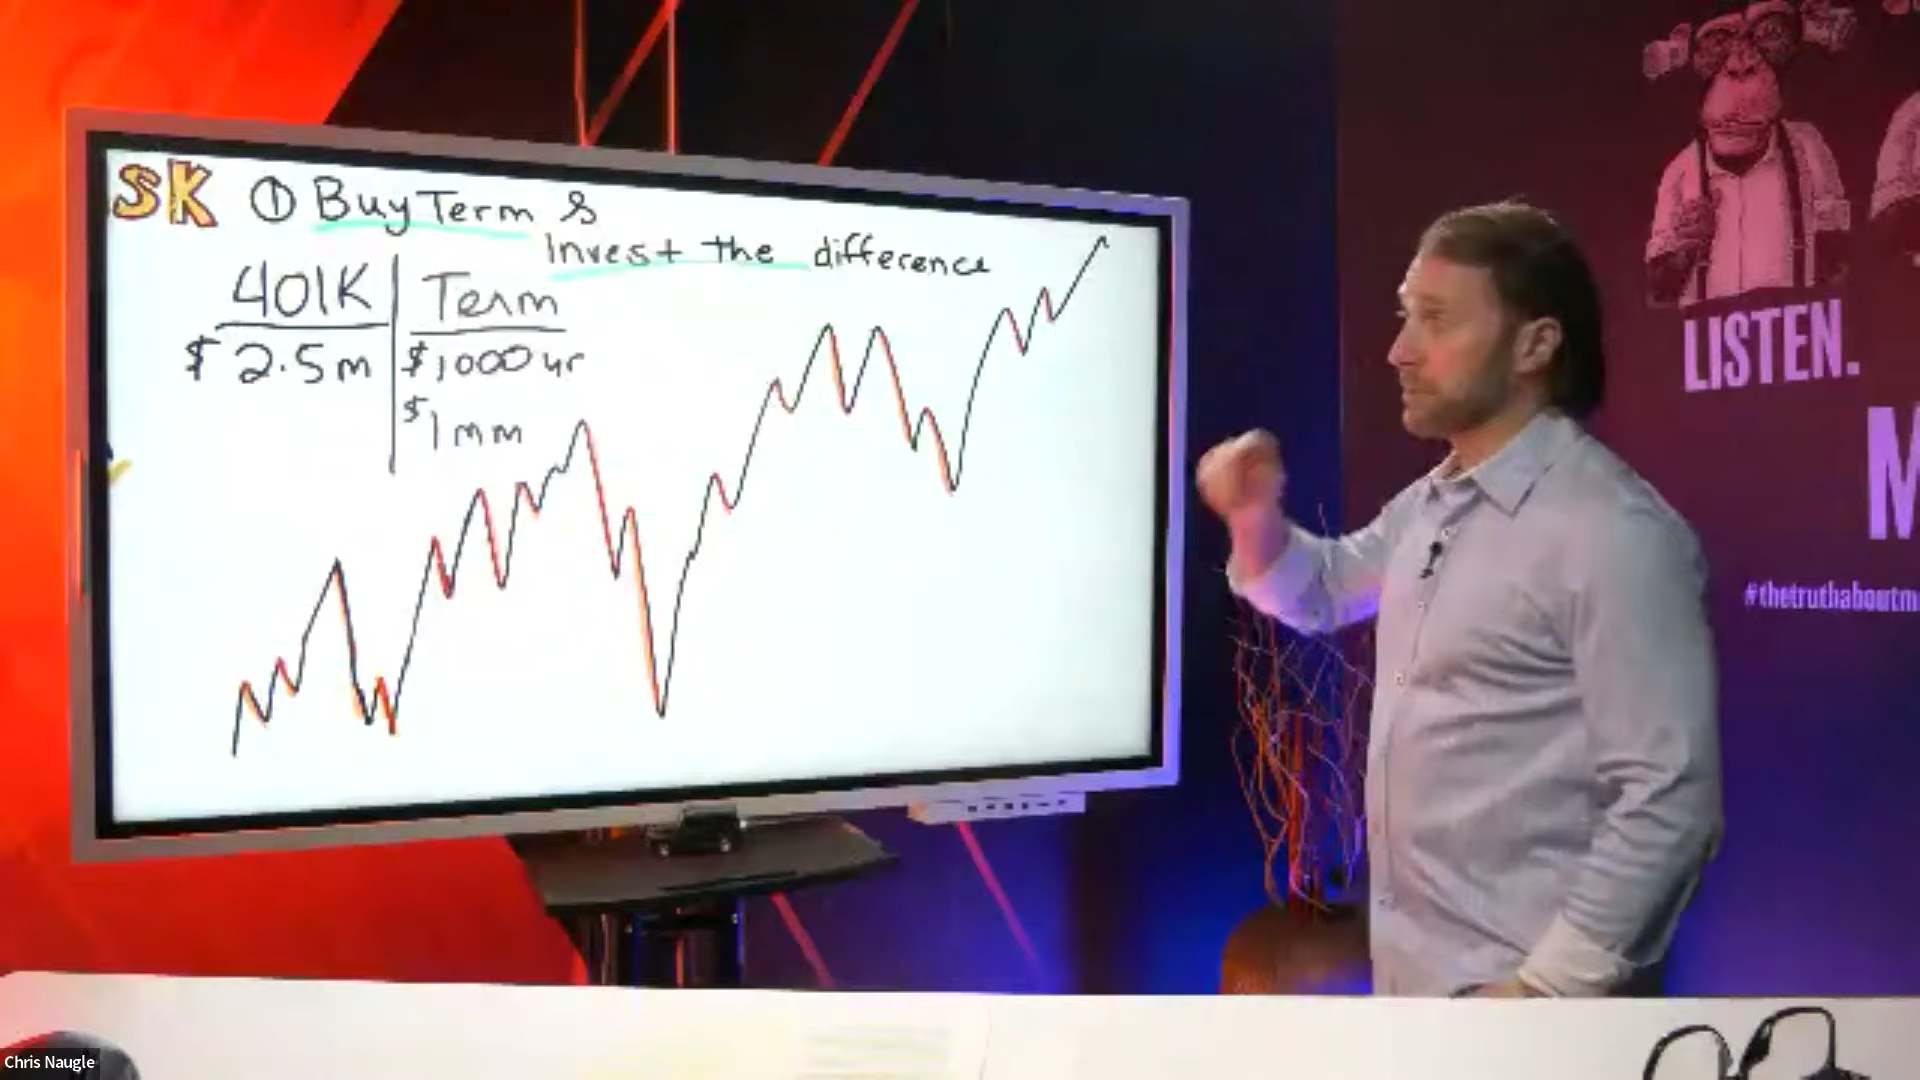 SK ① Buy Term &
Invest the difference
401K
$ 2.5m
Term
$1000 yr
$1mm
LISTEN.
M
#thetruthaboutm
Chris Naugle